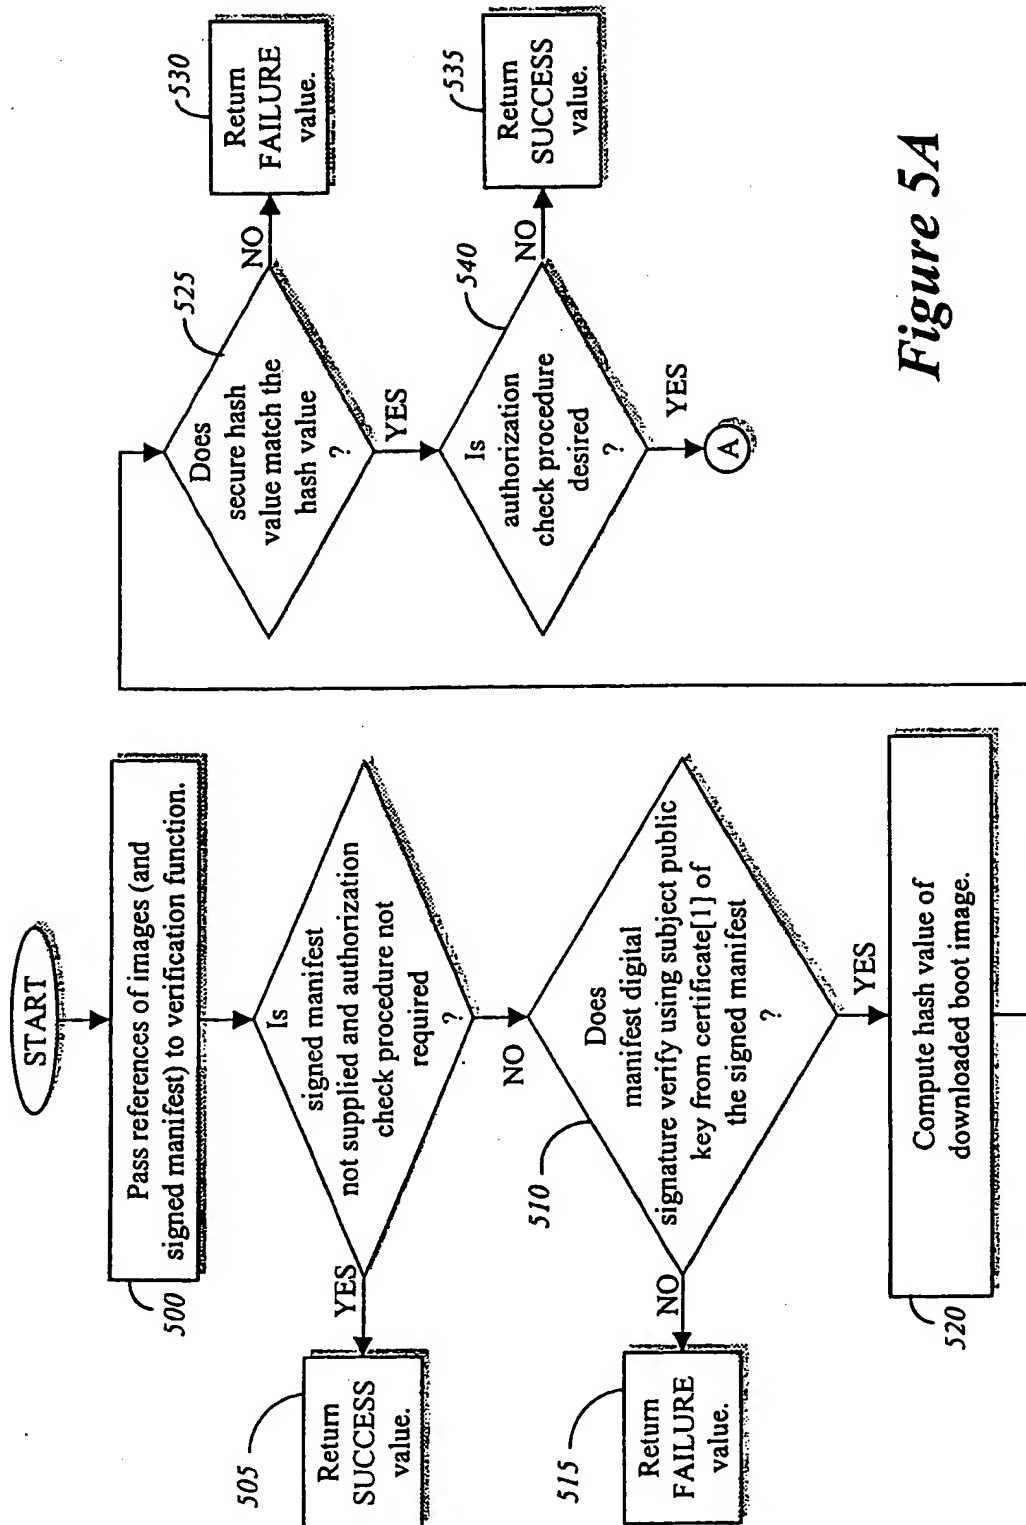 START
Pass references of images (and
signed manifest) to verification function.
500
Is
signed manifest
not supplied and authorization
check procedure not
required
?
YES
NO
505
Return
SUCCESS
value.
Does
manifest digital
signature verify using subject public
key from certificate[1] of
the signed manifest
?
510
NO
YES
515
Return
FAILURE
value.
Compute hash value of
downloaded boot image.
520
Does
secure hash
value match the
hash value
?
525
NO
YES
530
Return
FAILURE
value.
Is
authorization
check procedure
desired
?
540
NO
YES
535
Return
SUCCESS
value.
A
Figure 5A